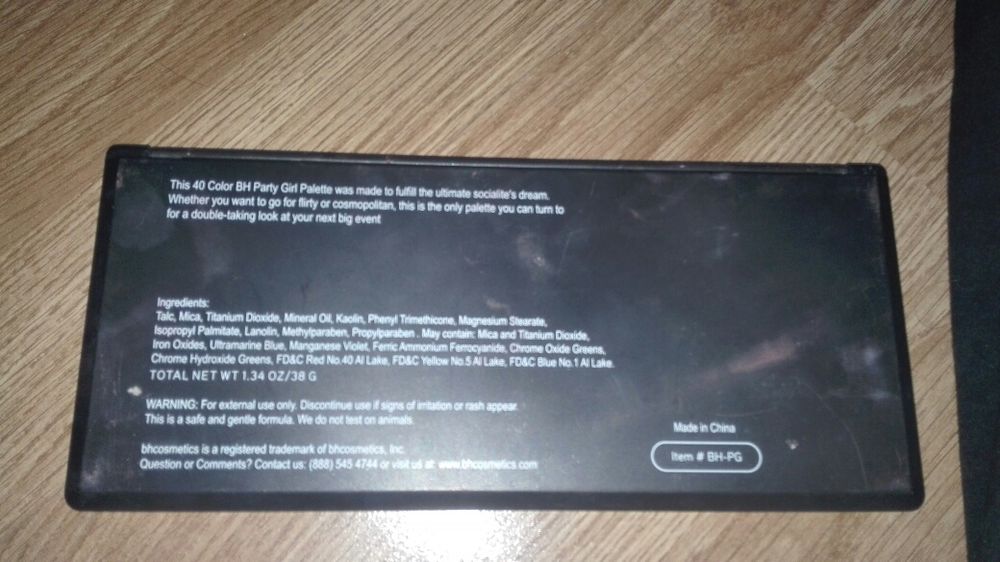 This 40 Color BH Party Girl Palette was made to fulfill the ultimate socialite's dream.
Whether you want to go for flirty or cosmopolitan, this is the only palette you can turn to
for a double-taking look at your next big event
Ingredients:
Talc, Mica, Titanium Dioxide, Mineral Oil, Kaolin, Phenyl Trimethicone, Magnesium Stearate,
Isopropyl Palmitate, Lanolin, Methylparaben, Propylparaben . May contain: Mica and Titanium Dioxide,
Iron Oxides, Ultramarine Blue, Manganese Violet, Ferric Ammonium Ferrocyanide, Chrome Oxide Greens,
Chrome Hydroxide Greens, FD&C Red No.40 Al Lake, FD&C Yellow No.5 Al Lake, FD&C Blue No.1 Al Lake.
TOTAL NET WT 1.34 OZ/38 G
WARNING: For external use only. Discontinue use if signs of irritation or rash appear.
This is a safe and gentle formula. We do not test on animals.
bhcosmetics is a registered trademark of bhcosmetics, Inc.
Question or Comments? Contact us: (888) 545 4744 or visit us at: www.bhcosmetics.com
Made in China
Item # BH-PG